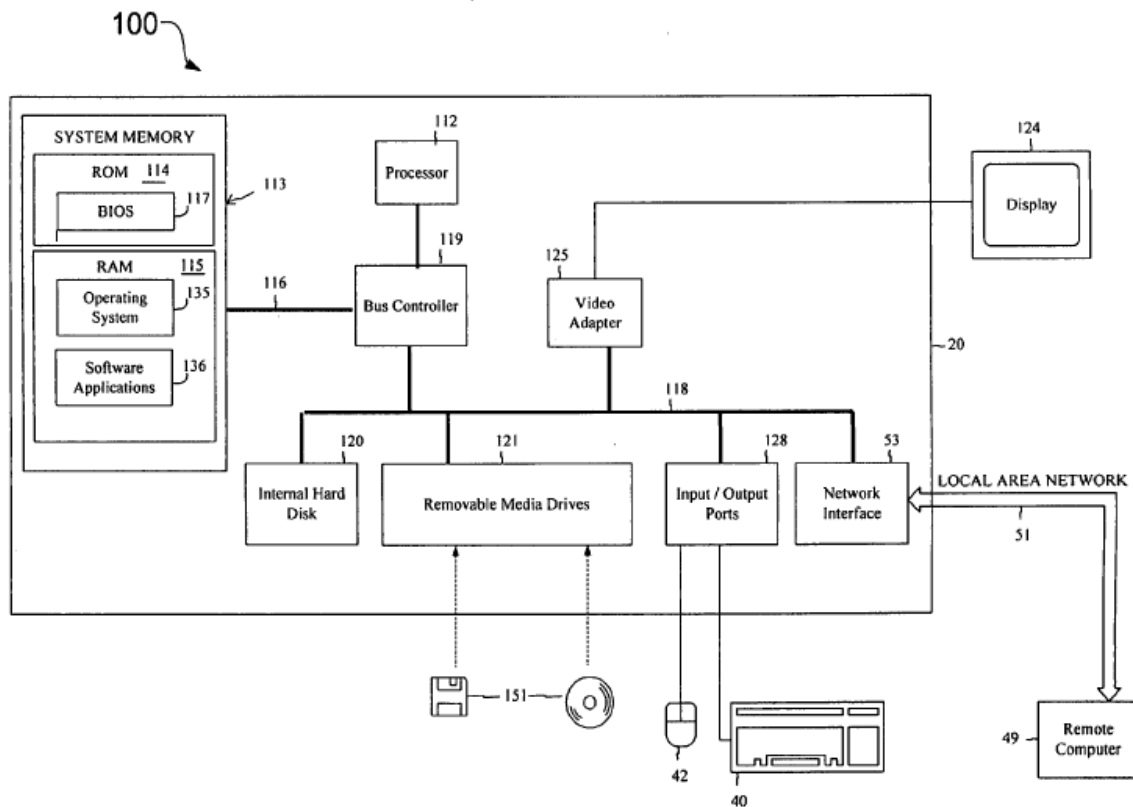 100
SYSTEM MEMORY
ROM 114
BIOS
117
113
RAM 115
Operating
System
135
Software
Applications
136
116
112
Processor
119
Bus Controller
125
Video
Adapter
124
Display
20
118
120
Internal Hard
Disk
121
Removable Media Drives
128
Input / Output
Ports
53
Network
Interface
LOCAL AREA NETWORK
51
151
42
40
49
Remote
Computer